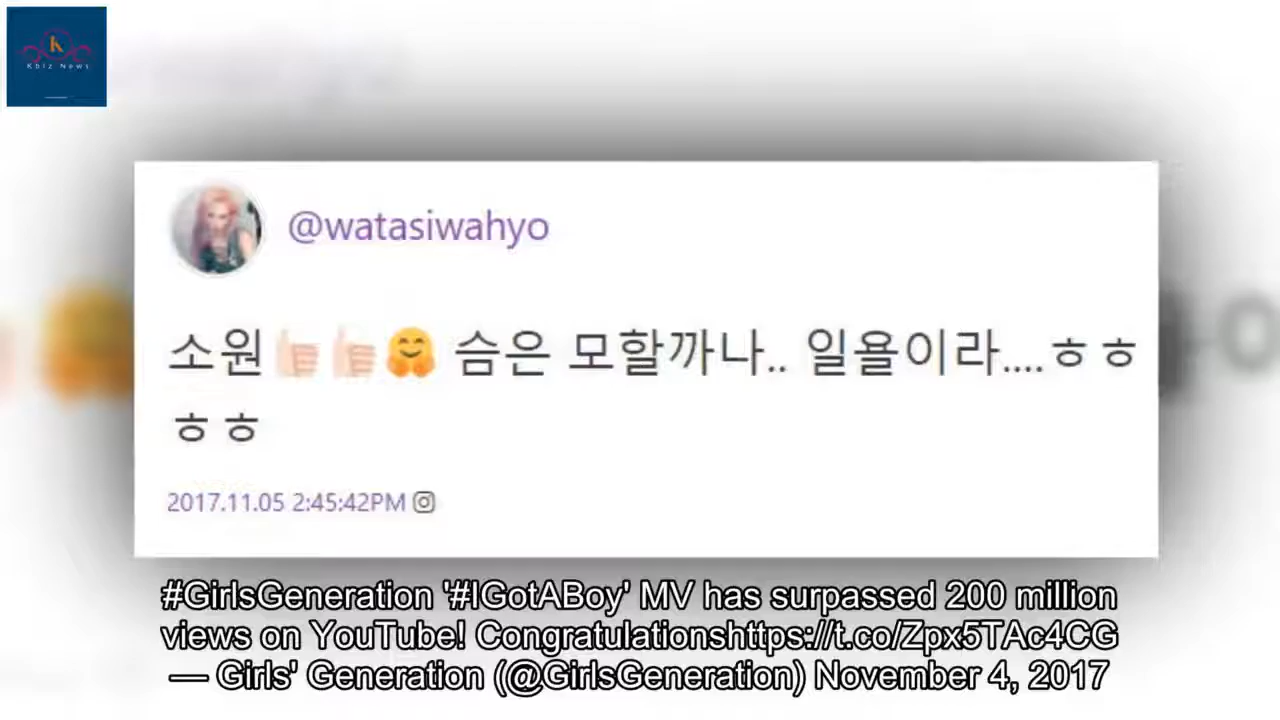 K
Kbiz News
@watasiwahyo
소원👍🏻👍🏻🤗 슴은 모할까나.. 일욜이라....ㅎㅎ
ㅎㅎ
2017.11.05 2:45:42PM
#GirlsGeneration '#IGotABoy' MV has surpassed 200 million
views on YouTube! Congratulationshttps://t.co/Zpx5TAc4CG
— Girls' Generation (@GirlsGeneration) November 4, 2017